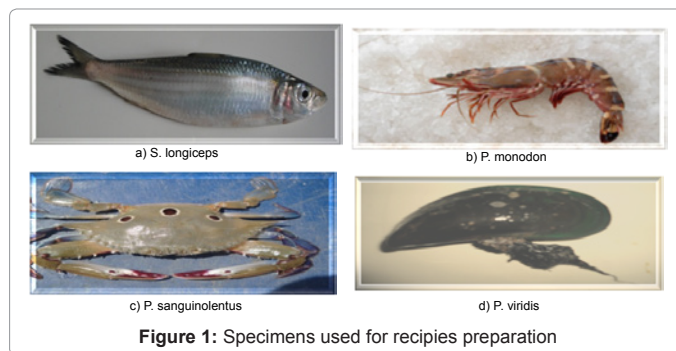 a) S. longiceps
b) P. monodon
c) P. sanguinolentus
d) P. viridis
Figure 1: Specimens used for recipies preparation